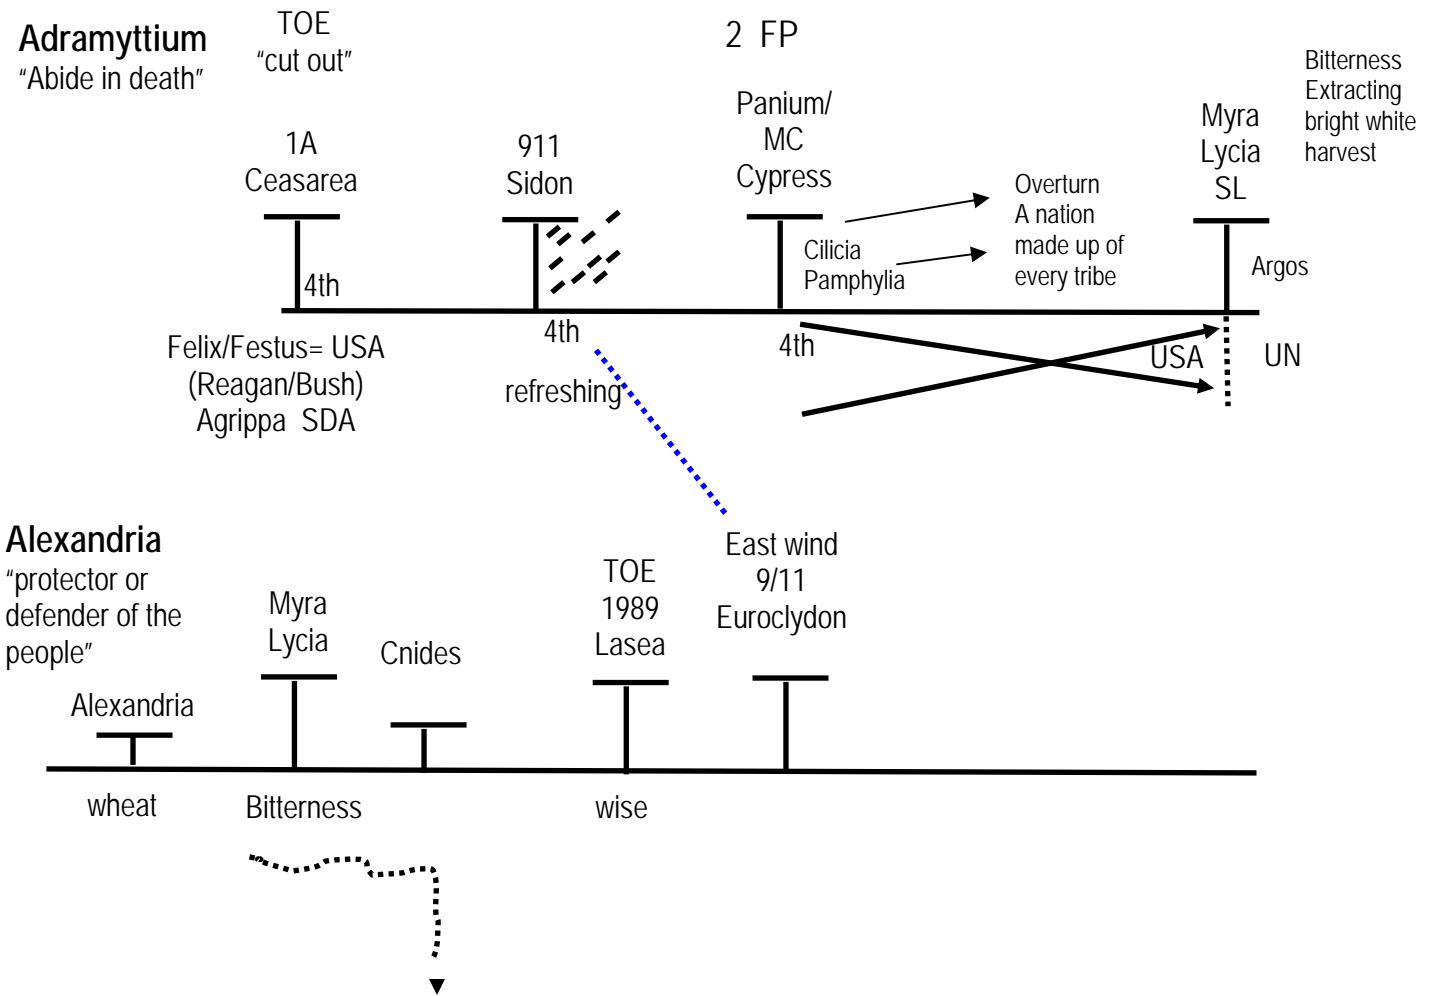 Adramyttium
“Abide in death”
TOE
“cut out”
2 FP
Bitterness
Extracting
bright white
harvest
1A
Ceasarea
911
Sidon
Panium/
MC
Cypress
Myra
Lycia
SL
Overturn
A nation
made up of
every tribe
Cilicia
Pamphylia
Argos
4th
4th
4th
USA
UN
Felix/Festus= USA
(Reagan/Bush)
Agrippa SDA
refreshing
Alexandria
“protector or
defender of the
people”
Alexandria
Myra
Lycia
Cnides
TOE
1989
Lasea
East wind
9/11
Euroclydon
wheat
Bitterness
wise